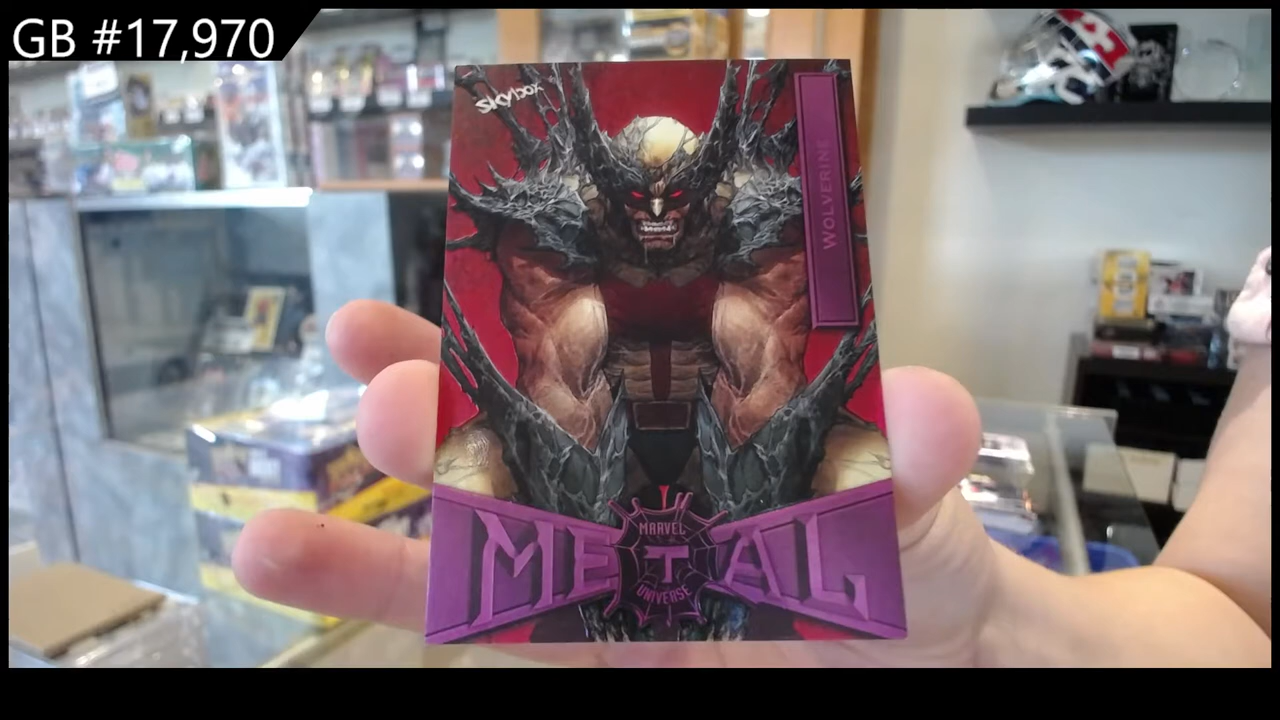 GB #17,970
SKYBOX
WOLVERINE
MARVEL
METAL
UNIVERSE